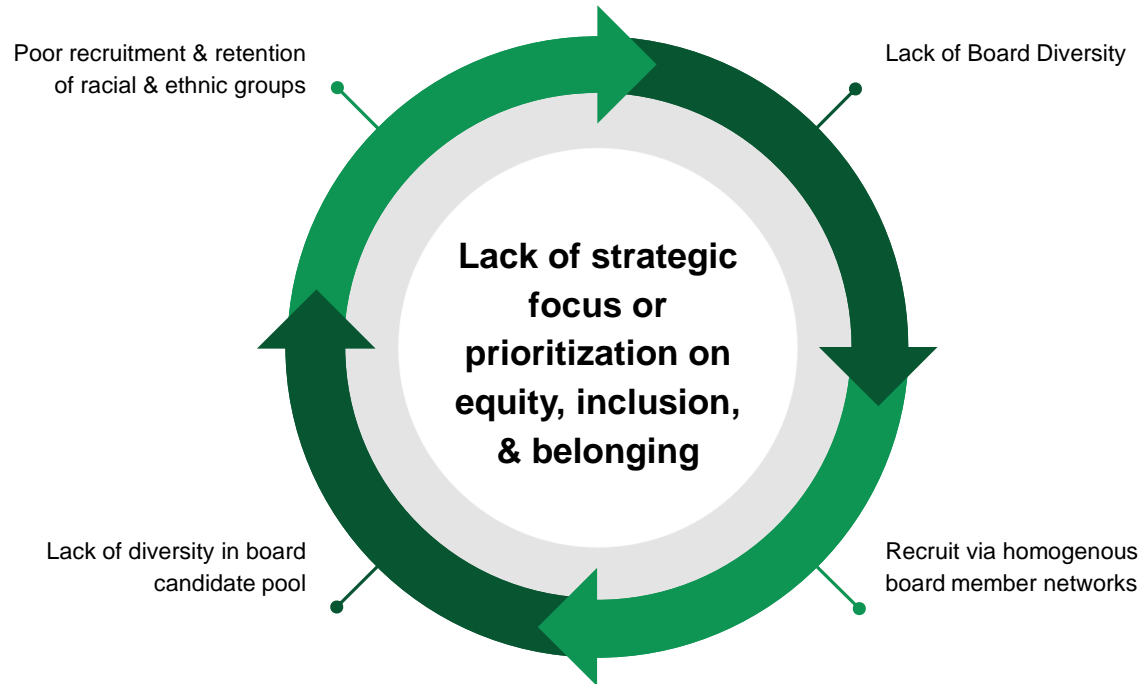 Poor recruitment & retention
of racial & ethnic groups
Lack of Board Diversity
Lack of strategic
focus or
prioritization on
equity, inclusion,
& belonging
Lack of diversity in board
candidate pool
Recruit via homogenous
board member networks